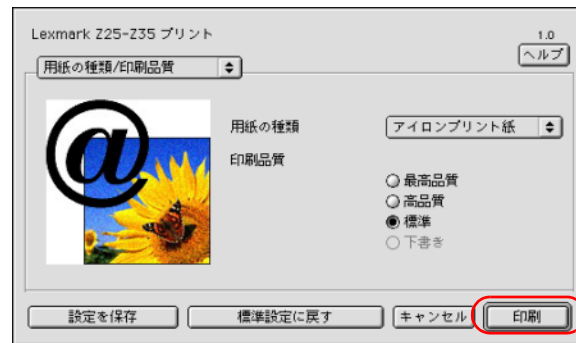 Lexmark Z25-Z35 プリント
1.0
ヘルプ
用紙の種類/印刷品質
@
用紙の種類
アイロンプリント紙
印刷品質
最高品質
高品質
標準
下書き
設定を保存
標準設定に戻す
キャンセル
印刷